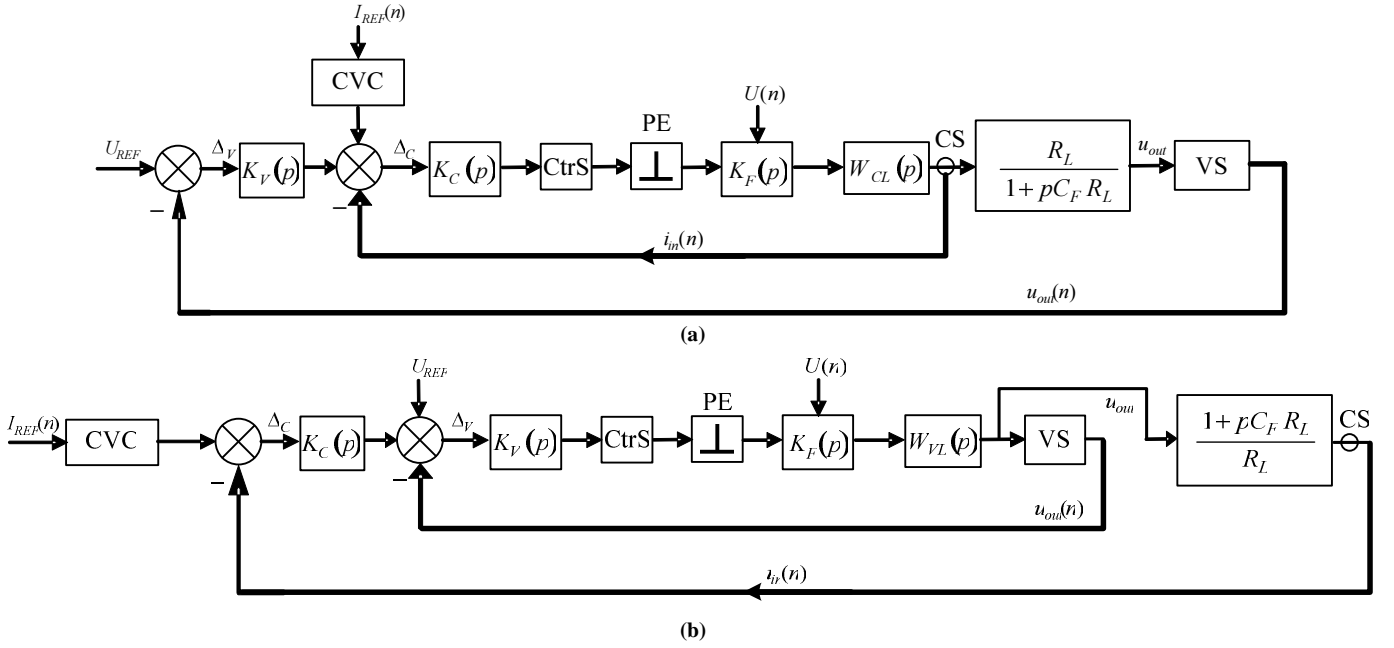 I_REF(n)
CVC
U(n)
PE
CS
U_REF
Δ_V
K_V(p)
Δ_C
K_C(p)
CtrS
K_F(p)
W_CL(p)
R_L
1 + pC_F R_L
u_out
VS
–
–
i_in(n)
u_out(n)
(a)
U_REF
U(n)
PE
I_REF(n)
CVC
Δ_C
K_C(p)
Δ_V
K_V(p)
CtrS
K_F(p)
W_VL(p)
VS
u_out
1 + pC_F R_L
R_L
CS
–
–
u_out(n)
i_in(n)
(b)